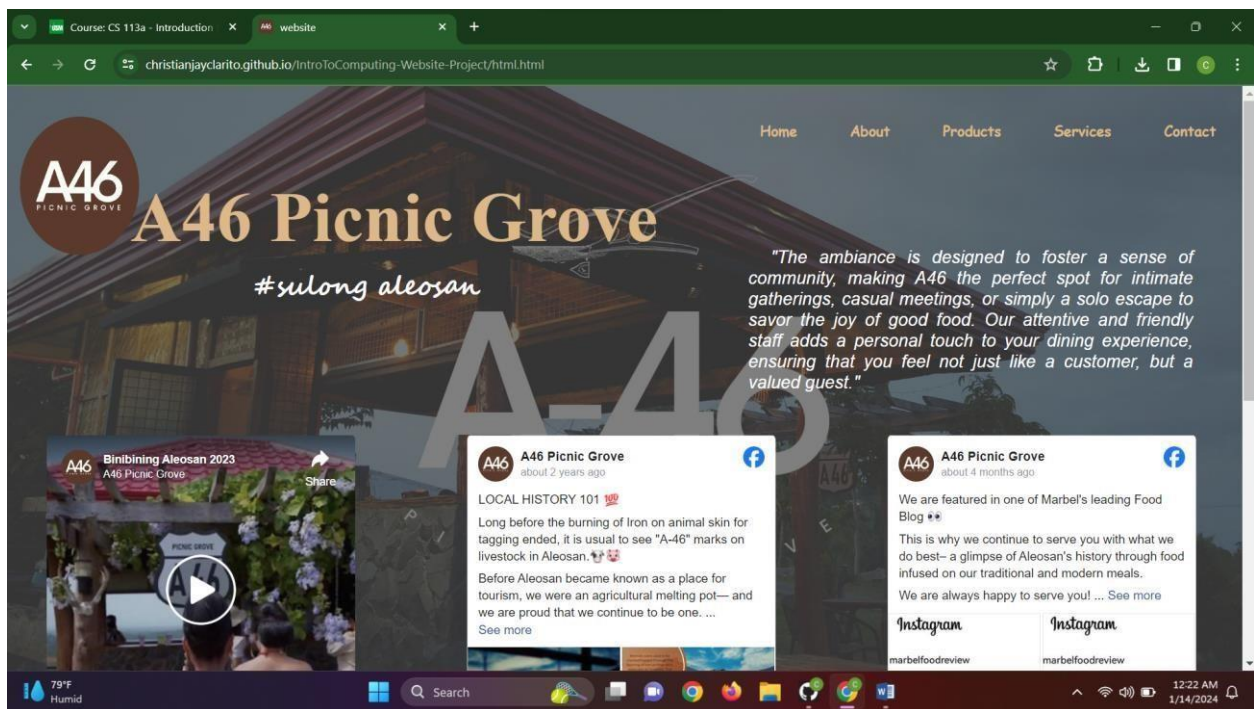 Course: CS 113a - Introduction
website
christianjayclarito.github.io/IntroToComputing-Website-Project/html.html
Home About Products Services Contact
A46
PICNIC GROVE
A46 Picnic Grove
#sulong aleosan
"The ambiance is designed to foster a sense of
community, making A46 the perfect spot for intimate
gatherings, casual meetings, or simply a solo escape to
savor the joy of good food. Our attentive and friendly
staff adds a personal touch to your dining experience,
ensuring that you feel not just like a customer, but a
valued guest."
A-46
Binibining Aleosan 2023
A46 Picnic Grove
Share
A46
PICNIC GROVE
A46
A46
A46 Picnic Grove
about 2 years ago
LOCAL HISTORY 101 💯
Long before the burning of Iron on animal skin for
tagging ended, it is usual to see "A-46" marks on
livestock in Aleosan.🐄🐷
Before Aleosan became known as a place for
tourism, we were an agricultural melting pot— and
we are proud that we continue to be one. ...
See more
A46
A46 Picnic Grove
about 4 months ago
We are featured in one of Marbel's leading Food
Blog 👀
This is why we continue to serve you with what we
do best– a glimpse of Aleosan's history through food
infused on our traditional and modern meals.
We are always happy to serve you! ... See more
Instagram Instagram
marbelfoodreview marbelfoodreview
79°F
Humid
Search
12:22 AM
1/14/2024